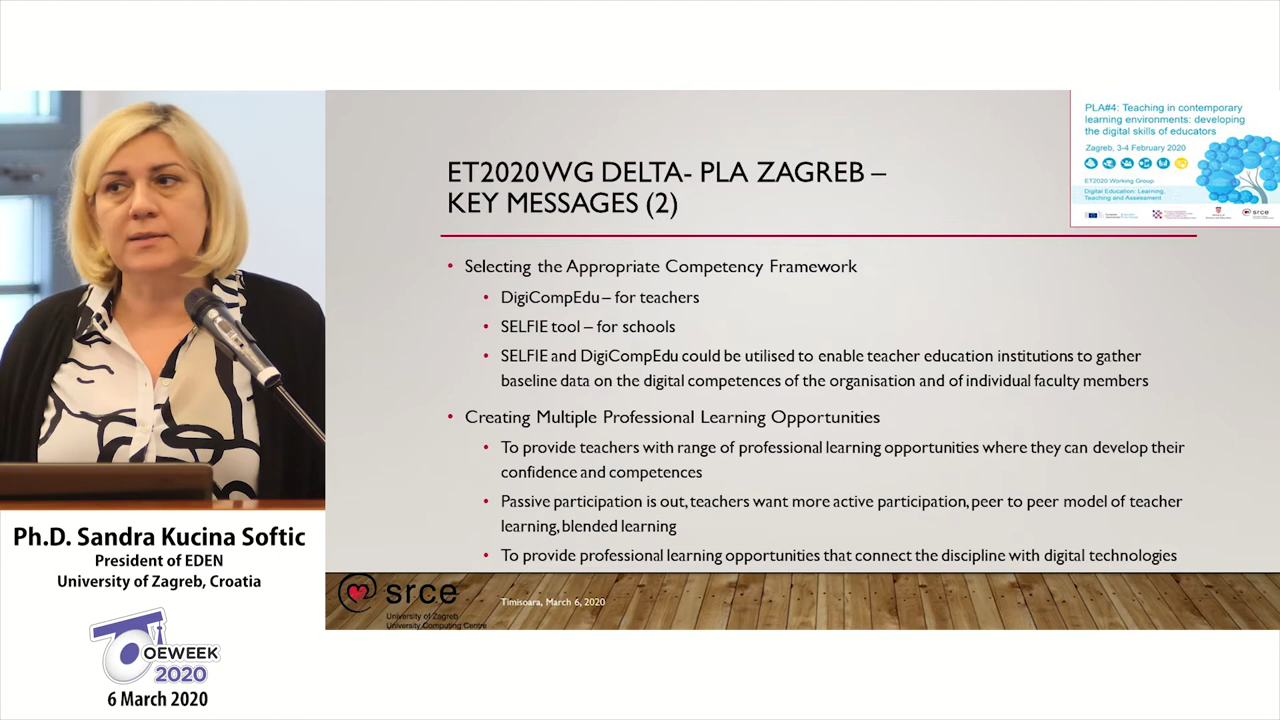 PLA#4: Teaching in contemporary
learning environments: developing
the digital skills of educators
Zagreb, 3-4 February 2020
ET2020 Working Group
Digital Education: Learning,
Teaching and Assessment
srce
ET2020 WG DELTA- PLA ZAGREB –
KEY MESSAGES (2)
• Selecting the Appropriate Competency Framework
• DigiCompEdu – for teachers
• SELFIE tool – for schools
• SELFIE and DigiCompEdu could be utilised to enable teacher education institutions to gather
baseline data on the digital competences of the organisation and of individual faculty members
• Creating Multiple Professional Learning Opportunities
• To provide teachers with range of professional learning opportunities where they can develop their
confidence and competences
• Passive participation is out, teachers want more active participation, peer to peer model of teacher
learning, blended learning
• To provide professional learning opportunities that connect the discipline with digital technologies
srce
University of Zagreb
University Computing Centre
Timisoara, March 6, 2020
Ph.D. Sandra Kucina Softic
President of EDEN
University of Zagreb, Croatia
OEWEEK
2020
6 March 2020